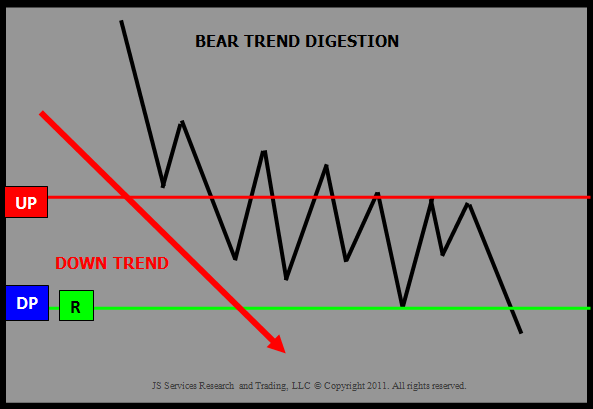 BEAR TREND DIGESTION
UP
DOWN TREND
DP
R
JS Services Research and Trading, LLC © Copyright 2011. All rights reserved.